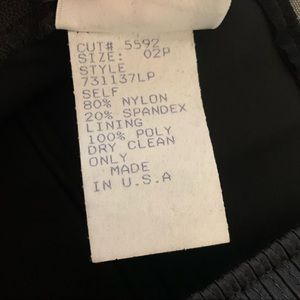 CUT# 5592
SIZE: 02P
STYLE
731137LP
SELF
80% NYLON
20% SPANDEX
LINING
100% POLY
DRY CLEAN
ONLY
MADE
IN U.S.A